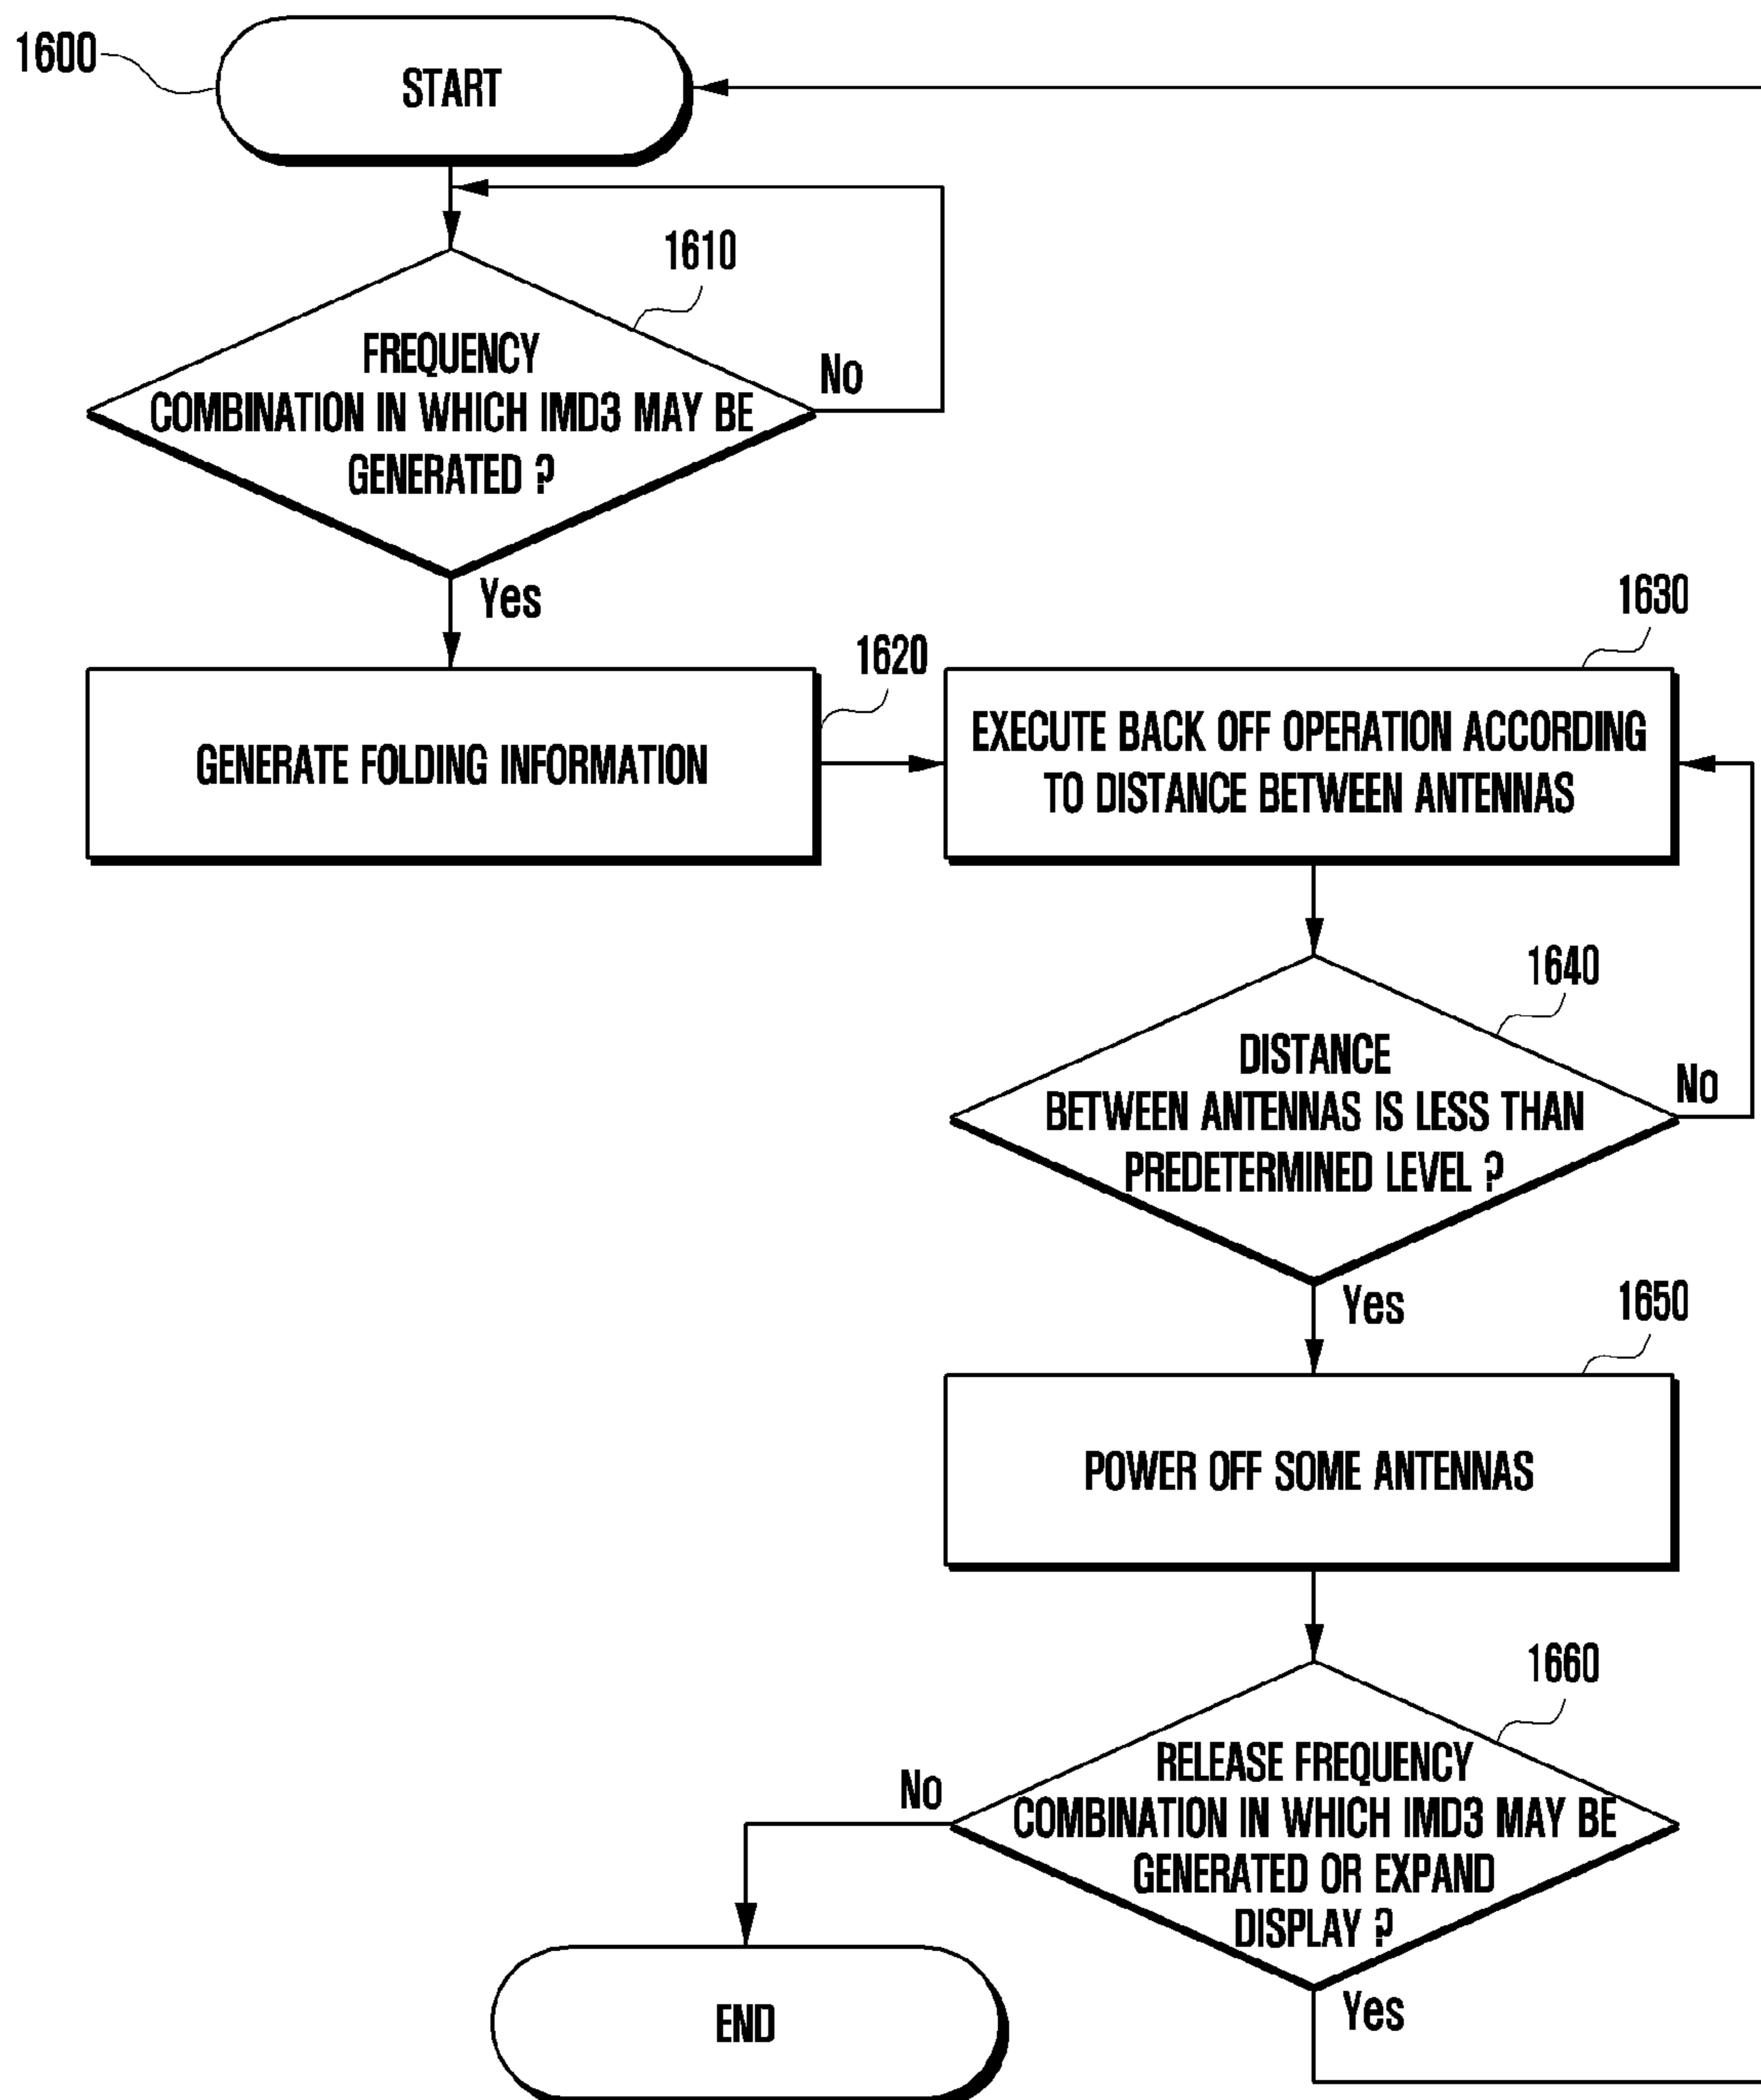 1600
START
1610
FREQUENCY
COMBINATION IN WHICH IMD3 MAY BE
GENERATED ?
No
Yes
1620
GENERATE FOLDING INFORMATION
1630
EXECUTE BACK OFF OPERATION ACCORDING
TO DISTANCE BETWEEN ANTENNAS
1640
DISTANCE
BETWEEN ANTENNAS IS LESS THAN
PREDETERMINED LEVEL ?
No
Yes
1650
POWER OFF SOME ANTENNAS
1660
RELEASE FREQUENCY
COMBINATION IN WHICH IMD3 MAY BE
GENERATED OR EXPAND
DISPLAY ?
No
Yes
END